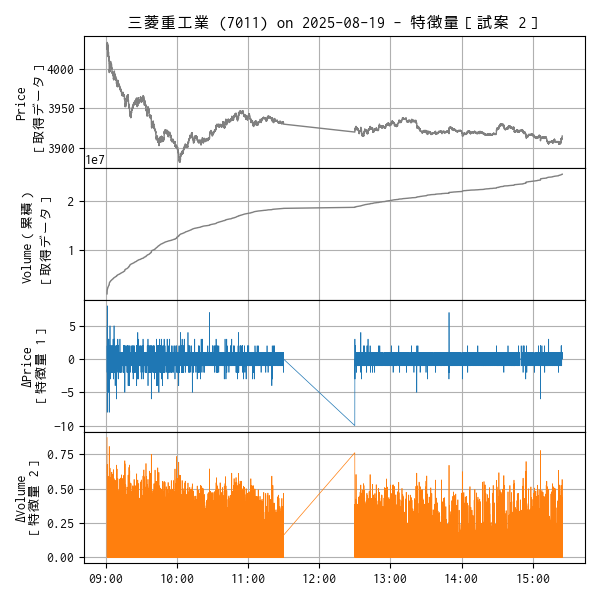 三菱重工業 (7011) on 2025-08-19 - 特徴量 [ 試案 2 ]
Price
[ 取得データ ]
4000
3950
3900
1e7
Volume ( 累積 )
[ 取得データ ]
2
1
ΔPrice
[ 特徴量 1 ]
5
0
−5
−10
ΔVolume
[ 特徴量 2 ]
0.75
0.50
0.25
0.00
09:00 10:00 11:00 12:00 13:00 14:00 15:00